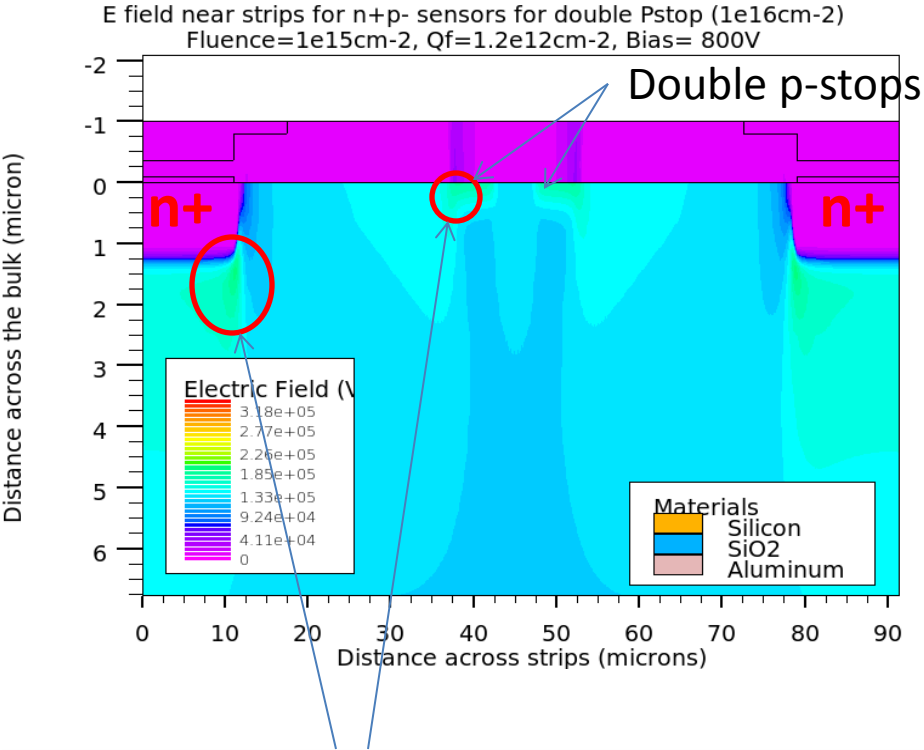 E field near strips for n+p- sensors for double Pstop (1e16cm-2)
Fluence=1e15cm-2, Qf=1.2e12cm-2, Bias= 800V
Double p-stops
-2
-1
0
1
2
3
4
5
6
Distance across the bulk (micron)
n+
n+
Electric Field (V
3.18e+05
2.77e+05
2.26e+05
1.85e+05
1.33e+05
9.24e+04
4.11e+04
0
Materials
Silicon
SiO2
Aluminum
0 10 20 30 40 50 60 70 80 90
Distance across strips (microns)